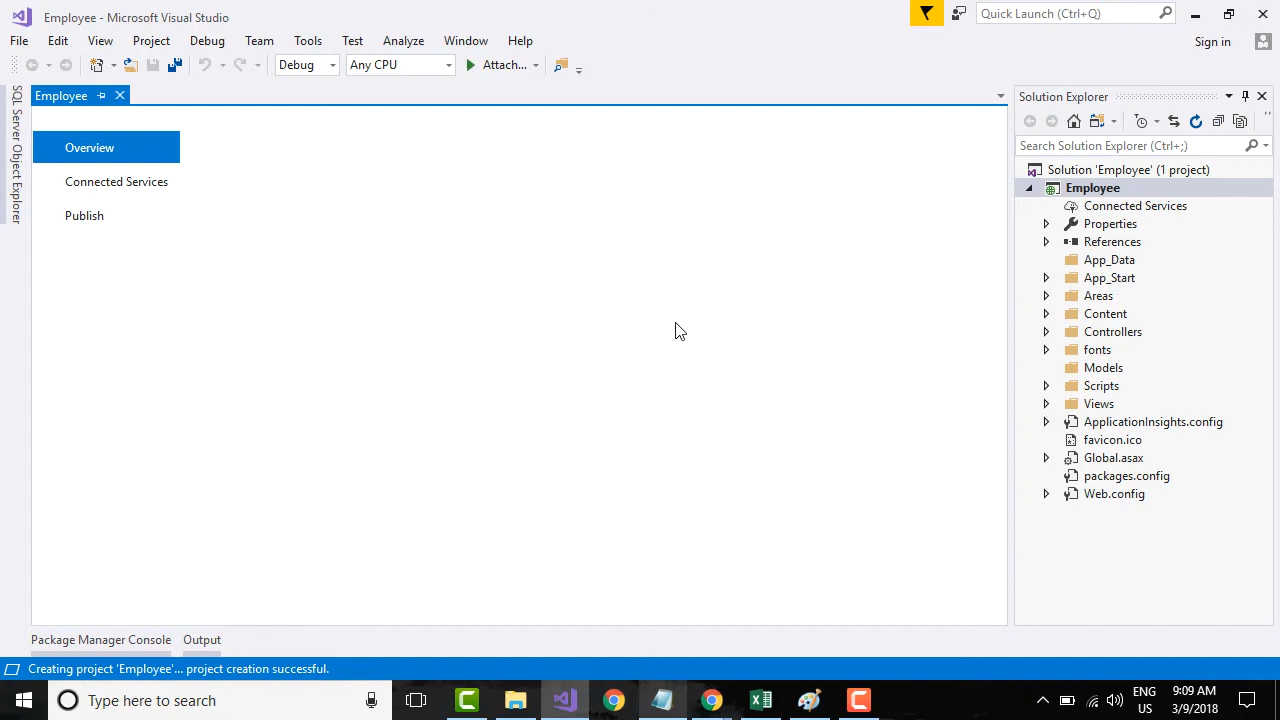 Employee - Microsoft Visual Studio
Quick Launch (Ctrl+Q)
File Edit View Project Debug Team Tools Test Analyze Window Help
Sign in
Debug Any CPU Attach...
SQL Server Object Explorer
Employee
Overview
Connected Services
Publish
Solution Explorer
Search Solution Explorer (Ctrl+;)
Solution 'Employee' (1 project)
Employee
Connected Services
Properties
References
App_Data
App_Start
Areas
Content
Controllers
fonts
Models
Scripts
Views
ApplicationInsights.config
favicon.ico
Global.asax
packages.config
Web.config
Package Manager Console Output
Creating project 'Employee'... project creation successful.
Type here to search
ENG
US
9:09 AM
3/9/2018